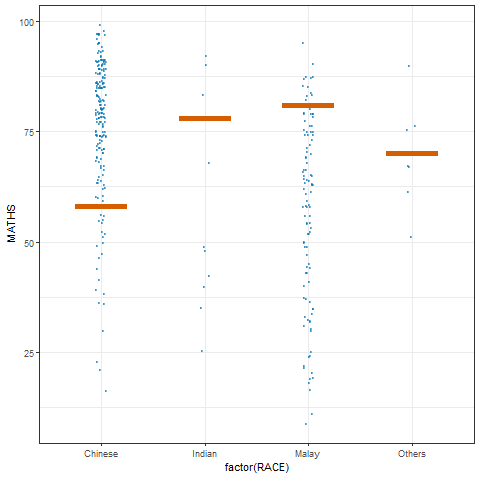 100
75
50
25
MATHS
Chinese
Indian
Malay
Others
factor(RACE)